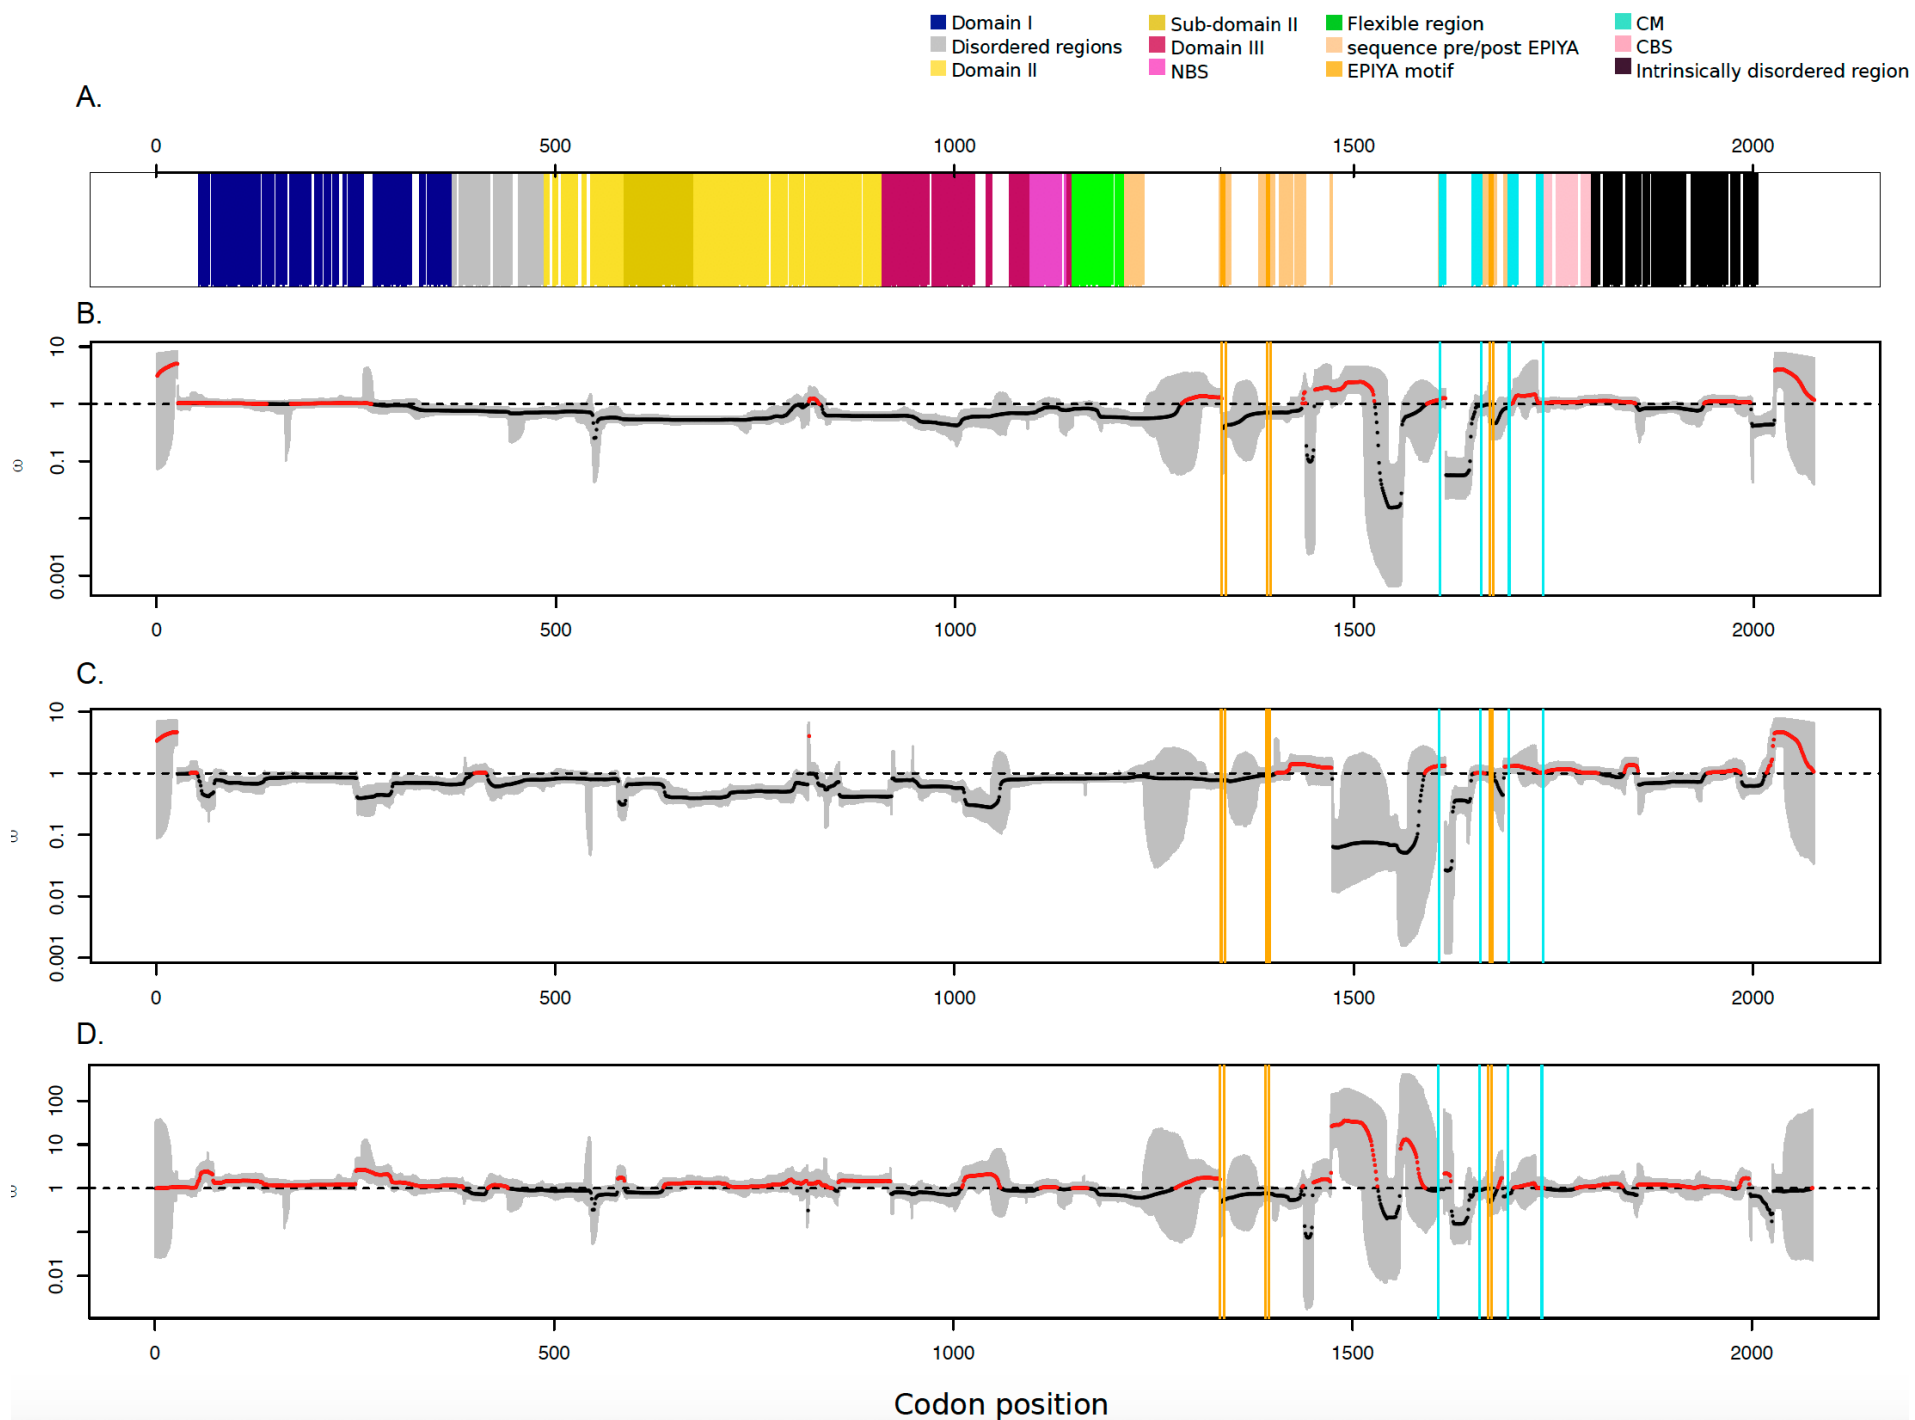 Domain I Sub-domain II Flexible region CM
Disordered regions Domain III sequence pre/post EPIYA CBS
Domain II NBS EPIYA motif Intrinsically disordered region
A.
0 500 1000 1500 2000
B.
10
1
0.1
0.001
ω
0 500 1000 1500 2000
C.
10
1
0.1
0.01
0.001
ω
0 500 1000 1500 2000
D.
100
10
1
0.01
ω
0 500 1000 1500 2000
Codon position